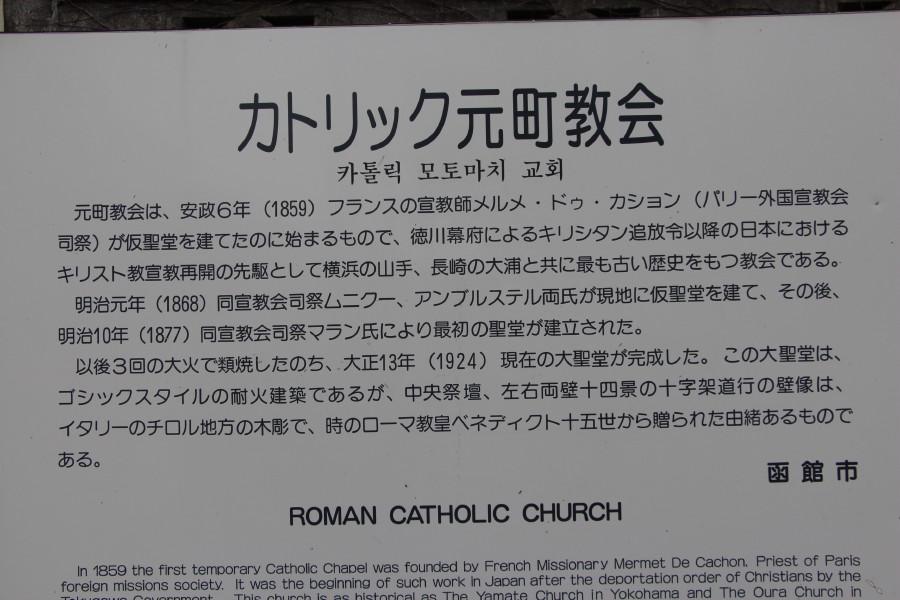 カトリック元町教会
카톨릭 모토마치 교회
元町教会は、安政6年（1859）フランスの宣教師メルメ・ドゥ・カション（パリー外国宣教会
司祭）が仮聖堂を建てたのに始まるもので、徳川幕府によるキリシタン追放令以降の日本における
キリスト教宣教再開の先駆として横浜の山手、長崎の大浦と共に最も古い歴史をもつ教会である。
明治元年（1868）同宣教会司祭ムニクー、アンブルステル両氏が現地に仮聖堂を建て、その後、
明治10年（1877）同宣教会司祭マラン氏により最初の聖堂が建立された。
以後3回の大火で類焼したのち、大正13年（1924）現在の大聖堂が完成した。この大聖堂は、
ゴシックスタイルの耐火建築であるが、中央祭壇、左右両壁十四景の十字架道行の壁像は、
イタリーのチロル地方の木彫で、時のローマ教皇ベネディクト十五世から贈られた由緒あるもので
ある。
函館市
ROMAN CATHOLIC CHURCH
In 1859 the first temporary Catholic Chapel was founded by French Missionary Mermet De Cachon, Priest of Paris
foreign missions society. It was the beginning of such work in Japan after the deportation order of Christians by the
Tokugawa Government. This church is as historical as The Yamate Church in Yokohama and The Oura Church in